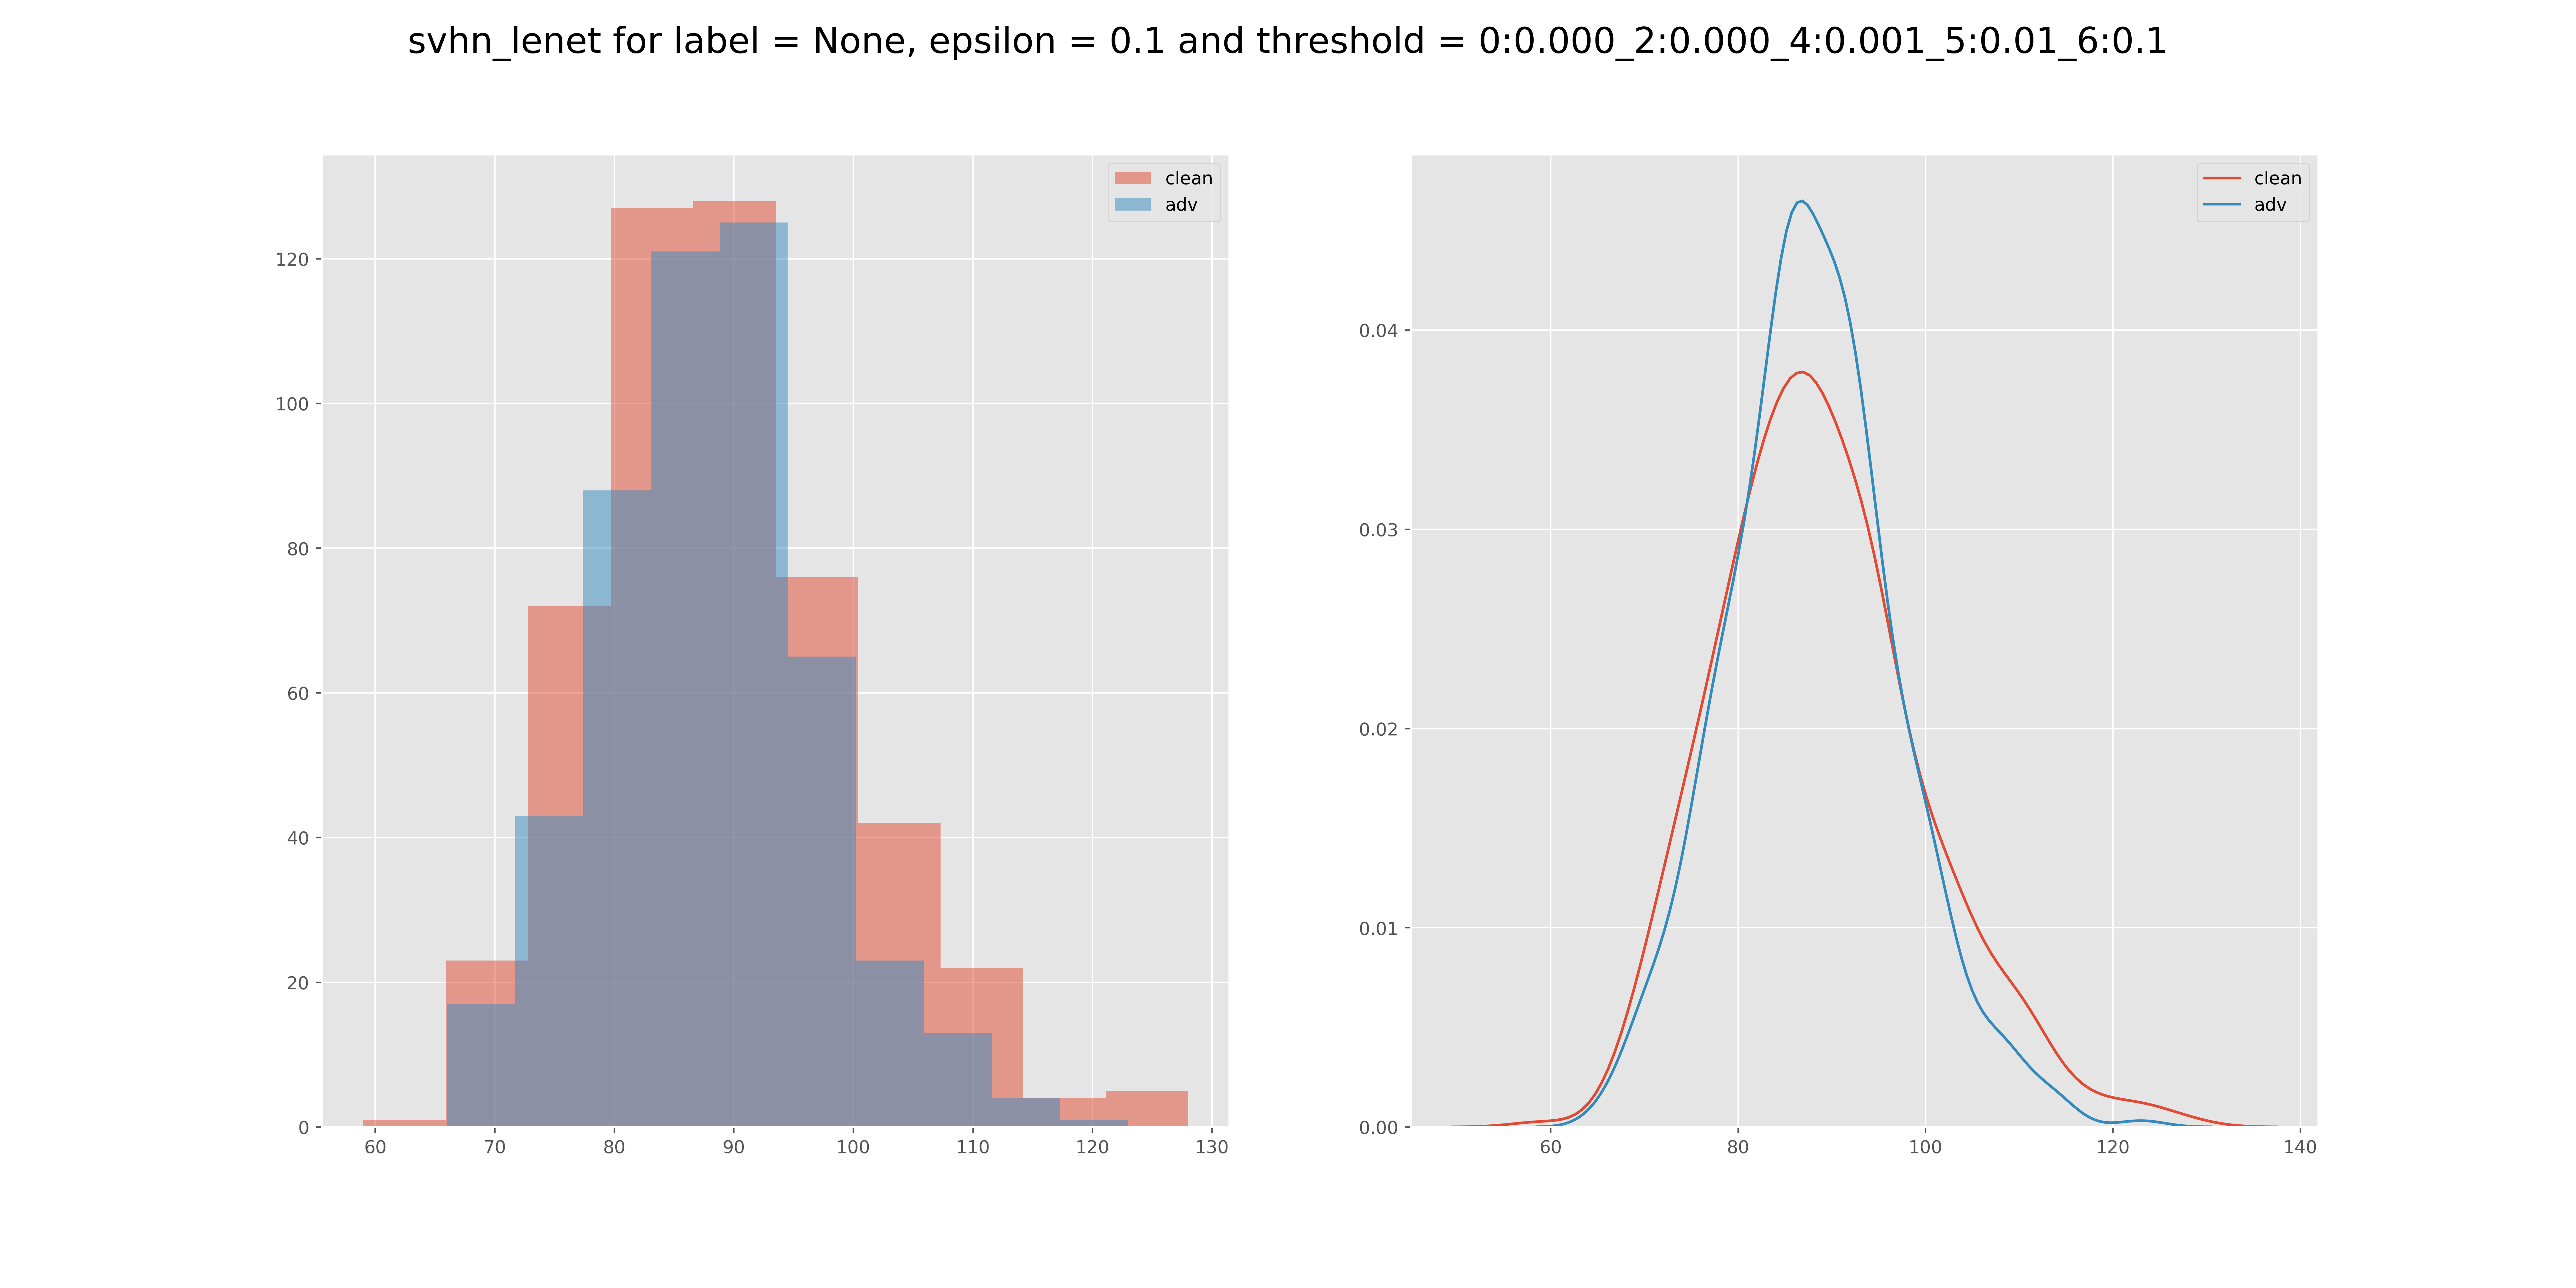 svhn_lenet for label = None, epsilon = 0.1 and threshold = 0:0.000_2:0.000_4:0.001_5:0.01_6:0.1
clean
adv
120
100
80
60
40
20
0
60 70 80 90 100 110 120 130
clean
adv
0.04
0.03
0.02
0.01
0.00
60 80 100 120 140